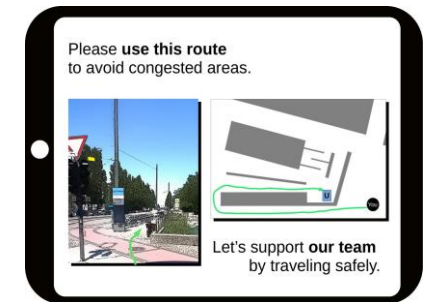 Please use this route
to avoid congested areas.
U
You
Let's support our team
by traveling safely.